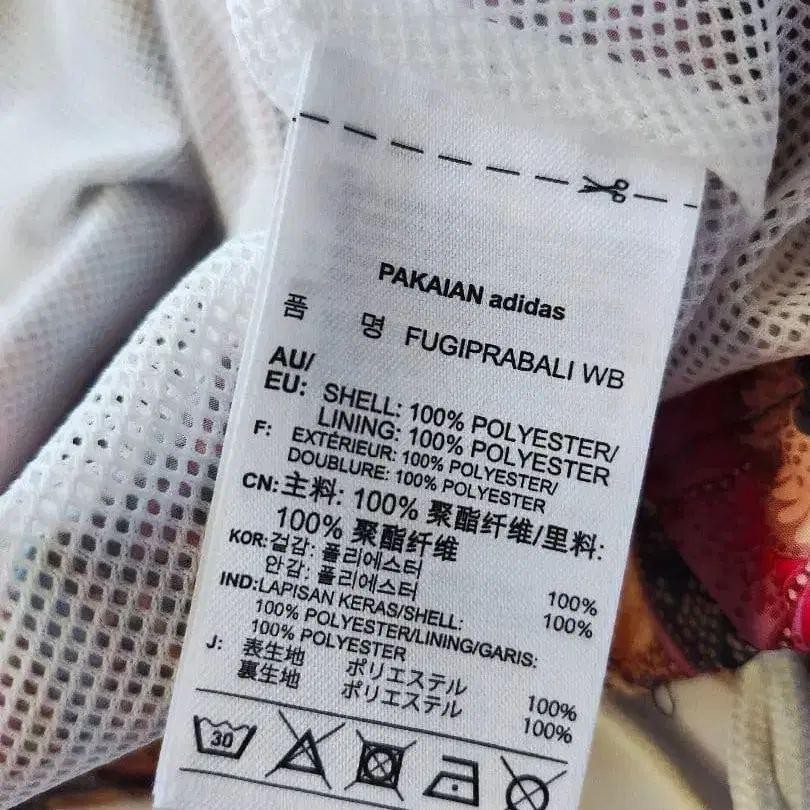 PAKAIAN adidas
품 명 FUGIPRABALI WB
AU/
EU: SHELL: 100% POLYESTER/
LINING: 100% POLYESTER
F: EXTÉRIEUR: 100% POLYESTER/
DOUBLURE: 100% POLYESTER
CN:主料: 100% 聚酯纤维/里料:
100% 聚酯纤维
KOR:겉감: 폴리에스터 100%
안감: 폴리에스터 100%
IND:LAPISAN KERAS/SHELL:
100% POLYESTER/LINING/GARIS:
100% POLYESTER
J: 表生地 ポリエステル 100%
裏生地 ポリエステル 100%
30